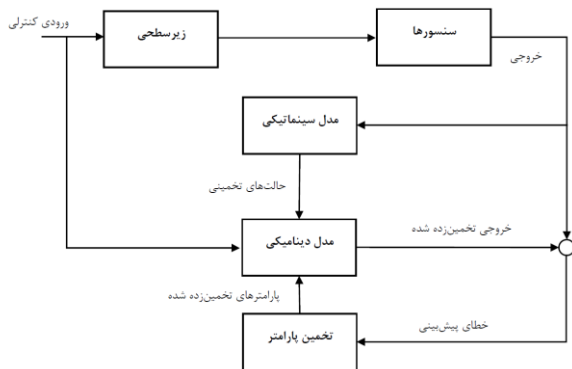 ورودی کنترلی
زیرسطحی
سنسورها
خروجی
مدل سینماتیکی
حالت‌های تخمینی
مدل دینامیکی
خروجی تخمین‌زده شده
پارامترهای تخمین‌زده شده
تخمین پارامتر
خطای پیش‌بینی